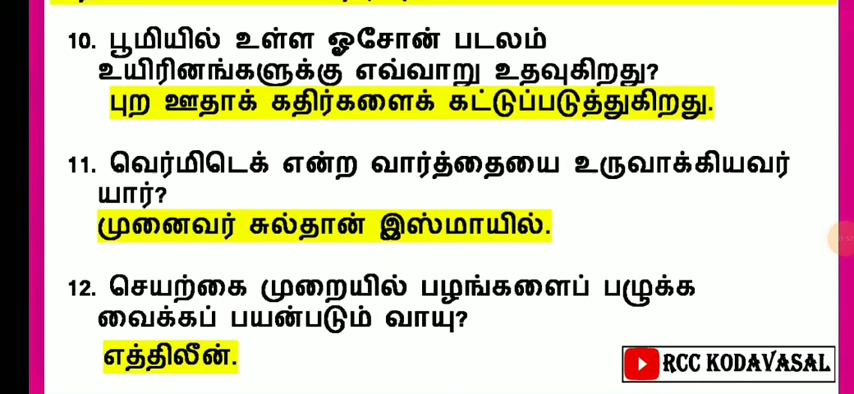 10. பூமியில் உள்ள ஓசோன் படலம்
உயிரினங்களுக்கு எவ்வாறு உதவுகிறது?
புற ஊதாக் கதிர்களைக் கட்டுப்படுத்துகிறது.
11. வெர்மிடெக் என்ற வார்த்தையை உருவாக்கியவர்
யார்?
முனைவர் சுல்தான் இஸ்மாயில்.
12. செயற்கை முறையில் பழங்களைப் பழுக்க
வைக்கப் பயன்படும் வாயு?
எத்திலீன்.
RCC KODAVASAL